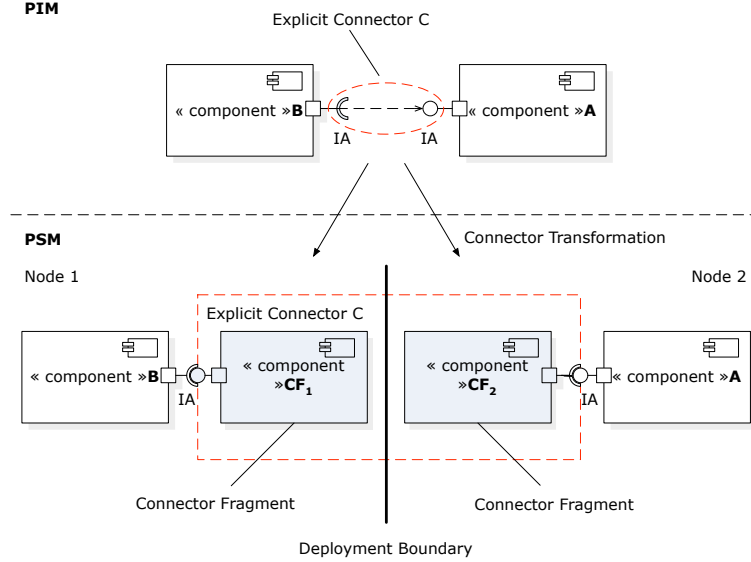 PIM
Explicit Connector C
« component »B
« component »A
IA
IA
PSM
Connector Transformation
Node 1
Node 2
Explicit Connector C
« component »B
« component
»CF1
« component
»CF2
« component »A
IA
IA
Connector Fragment
Connector Fragment
Deployment Boundary